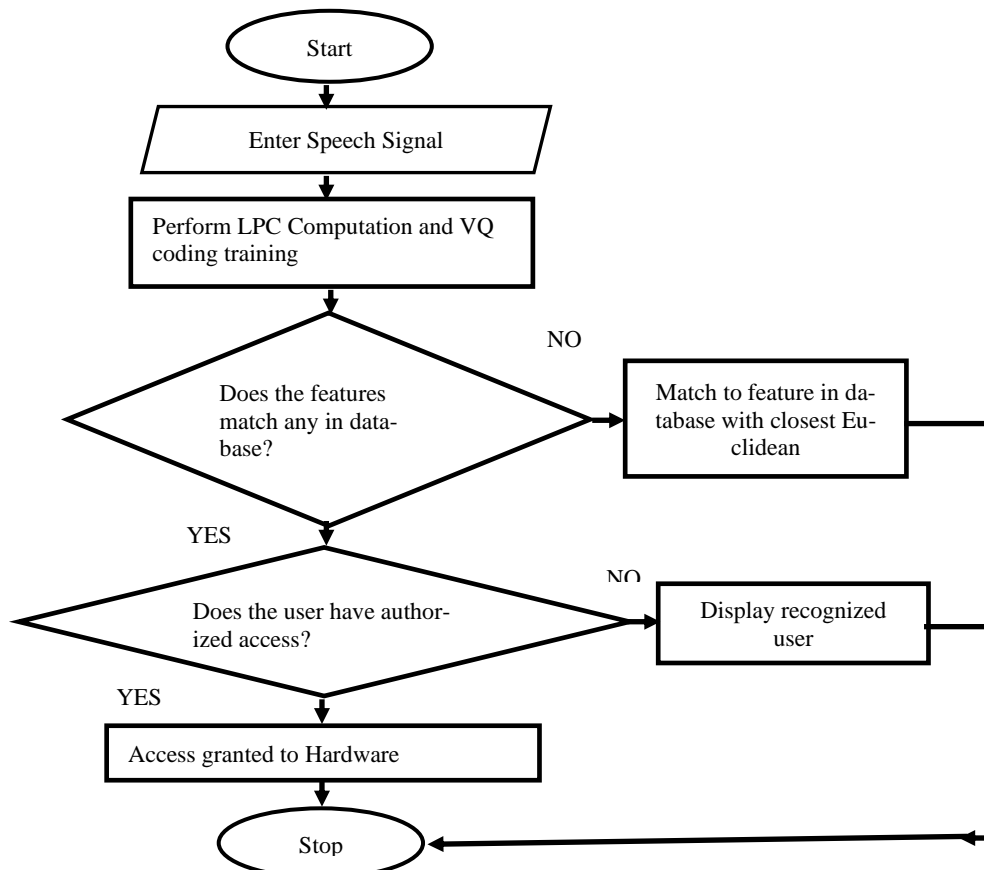 Start
Enter Speech Signal
Perform LPC Computation and VQ
coding training
NO
Does the features
match any in data-
base?
Match to feature in da-
tabase with closest Eu-
clidean
YES
NO
Does the user have author-
ized access?
Display recognized
user
YES
Access granted to Hardware
Stop